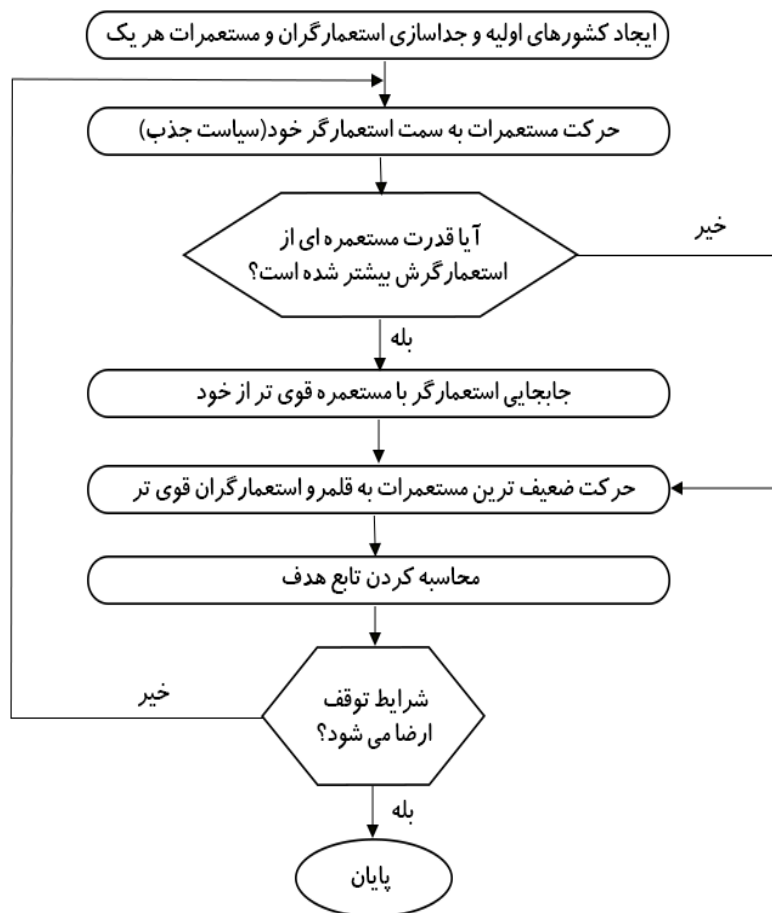 ایجاد کشورهای اولیه و جداسازی استعمارگران و مستعمرات هر یک
حرکت مستعمرات به سمت استعمارگر خود(سیاست جذب)
آیا قدرت مستعمره ای از
استعمارگرش بیشتر شده است؟
خیر
بله
جابجایی استعمارگر با مستعمره قوی تر از خود
حرکت ضعیف ترین مستعمرات به قلمرو استعمارگران قوی تر
محاسبه کردن تابع هدف
شرایط توقف
ارضا می شود؟
خیر
بله
پایان